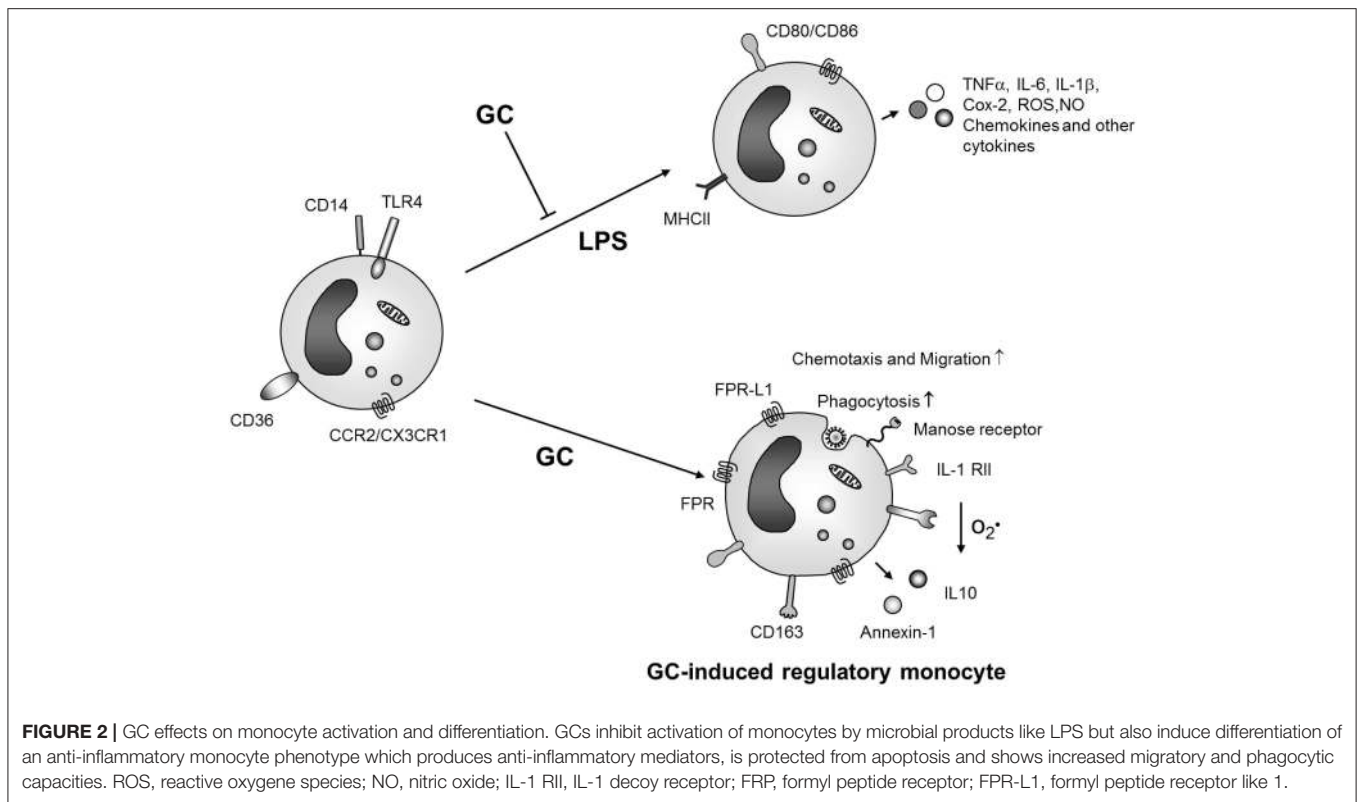 CD80/CD86
TNFα, IL-6, IL-1β,
Cox-2, ROS,NO
Chemokines and other
cytokines
GC
MHCII
LPS
CD14
TLR4
CD36
CCR2/CX3CR1
GC
Chemotaxis and Migration ↑
FPR-L1
Phagocytosis ↑
Manose receptor
IL-1 RII
FPR
O₂•
IL10
Annexin-1
CD163
GC-induced regulatory monocyte
FIGURE 2 | GC effects on monocyte activation and differentiation. GCs inhibit activation of monocytes by microbial products like LPS but also induce differentiation of
an anti-inflammatory monocyte phenotype which produces anti-inflammatory mediators, is protected from apoptosis and shows increased migratory and phagocytic
capacities. ROS, reactive oxygene species; NO, nitric oxide; IL-1 RII, IL-1 decoy receptor; FRP, formyl peptide receptor; FPR-L1, formyl peptide receptor like 1.